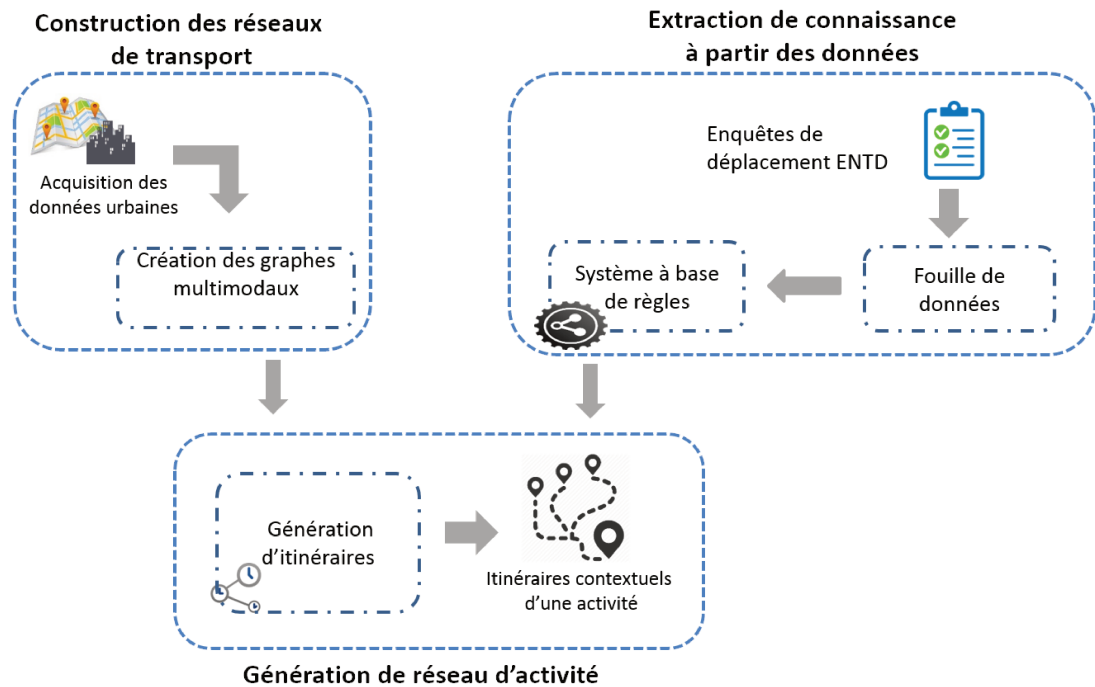 Construction des réseaux
de transport
Acquisition des
données urbaines
Création des graphes
multimodaux
Extraction de connaissance
à partir des données
Enquêtes de
déplacement ENTD
Système à base
de règles
Fouille de
données
Génération
d'itinéraires
Itinéraires contextuels
d'une activité
Génération de réseau d'activité